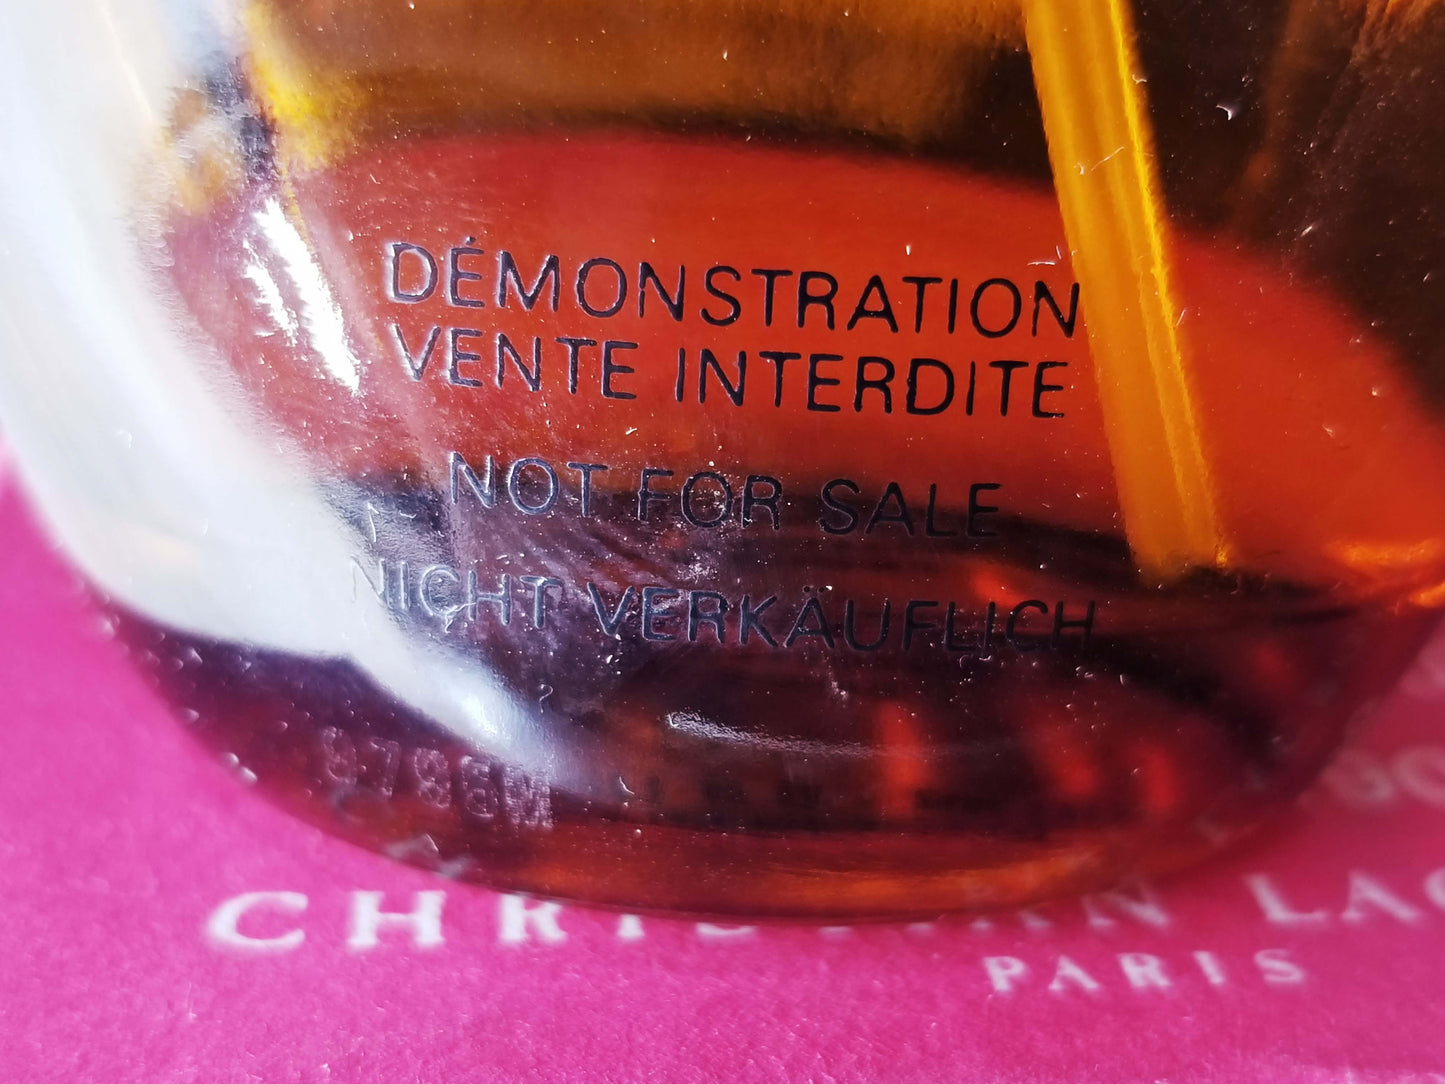 DÉMONSTRATION
VENTE INTERDITE
NOT FOR SALE
NICHT VERKÄUFLICH
PARIS